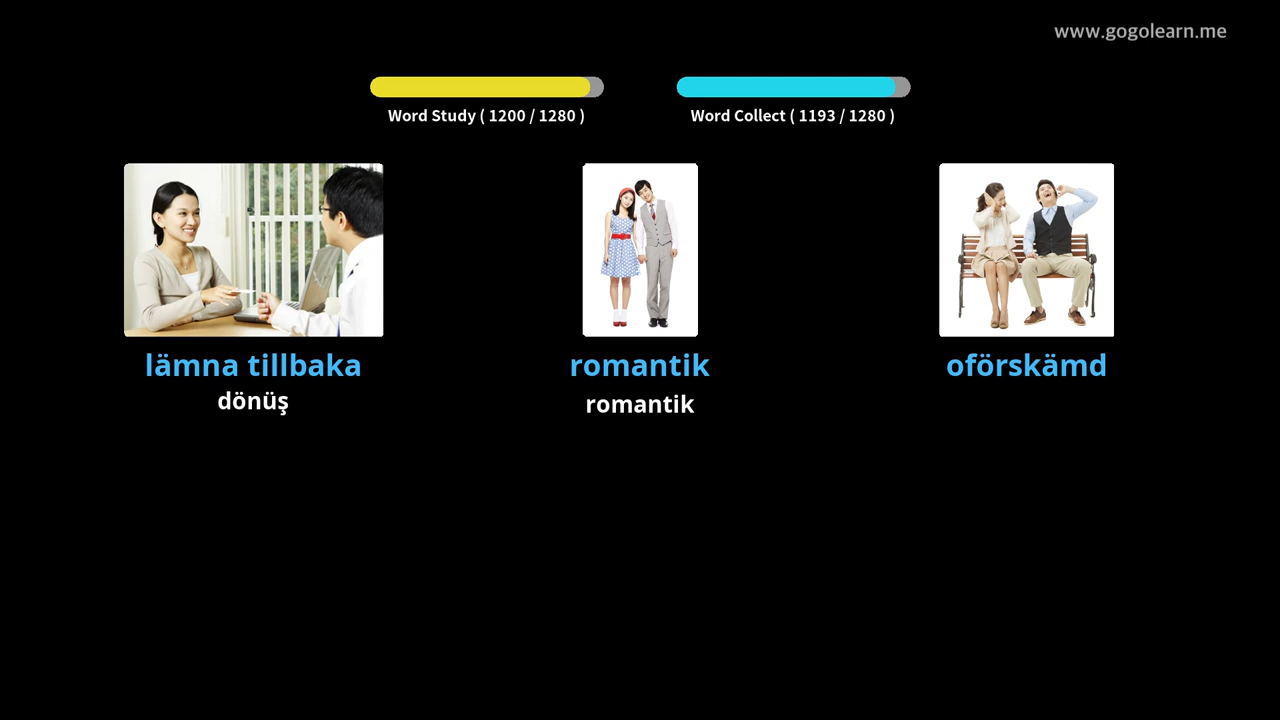 www.gogolearn.me
Word Study ( 1200 / 1280 )
Word Collect ( 1193 / 1280 )
lämna tillbaka
dönüş
romantik
romantik
oförskämd